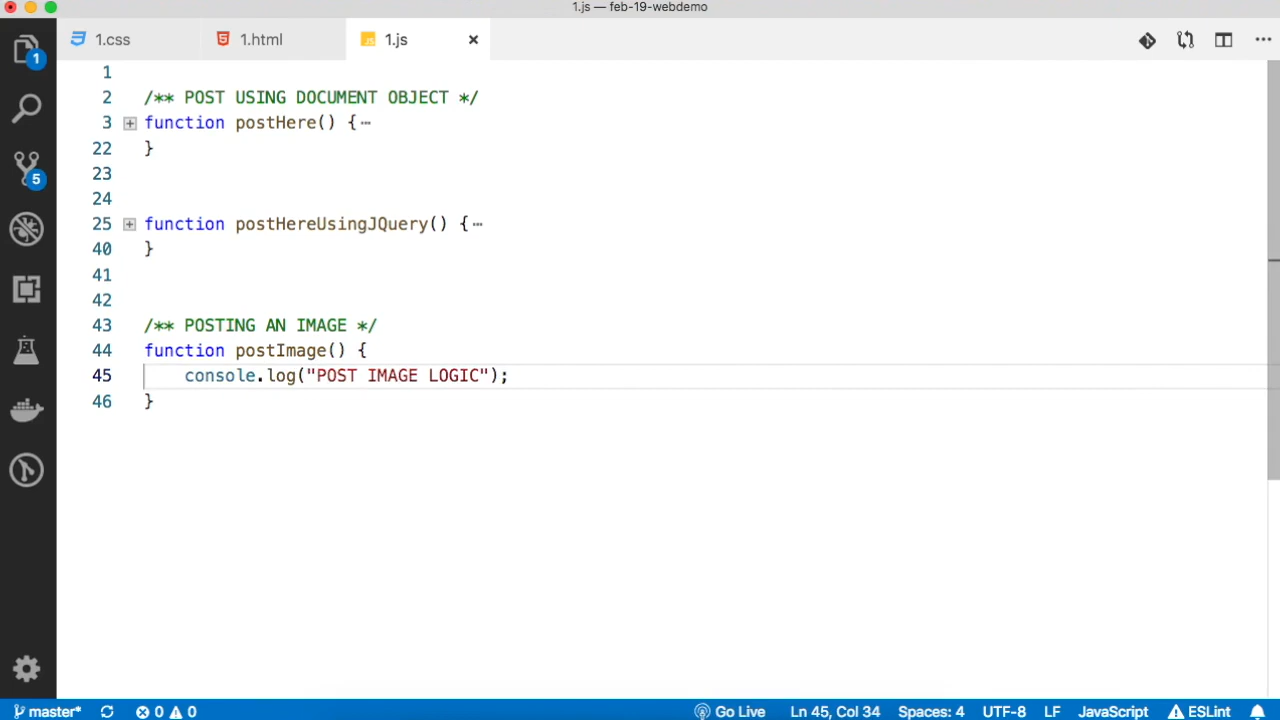 1.js — feb-19-webdemo
1.css
1.html
1.js
1
2 /** POST USING DOCUMENT OBJECT */
3 function postHere() {
22 }
23
24
25 function postHereUsingJQuery() {
40 }
41
42
43 /** POSTING AN IMAGE */
44 function postImage() {
45 console.log("POST IMAGE LOGIC");
46 }
1
5
master* 0 0 Go Live Ln 45, Col 34 Spaces: 4 UTF-8 LF JavaScript ESLint